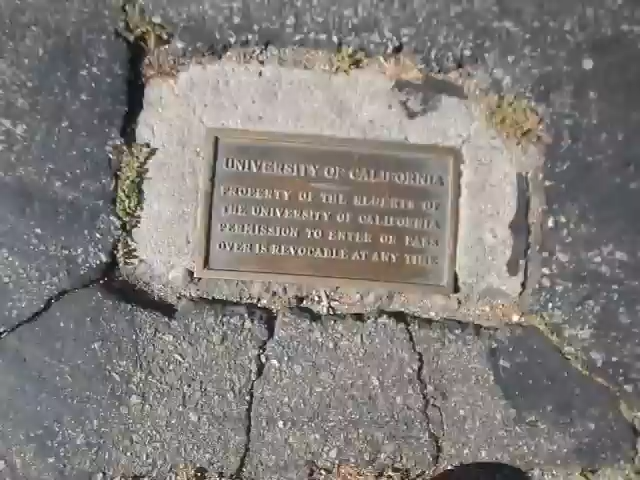 UNIVERSITY OF CALIFORNIA
PROPERTY OF THE REGENTS OF
THE UNIVERSITY OF CALIFORNIA
PERMISSION TO ENTER OR PASS
OVER IS REVOCABLE AT ANY TIME